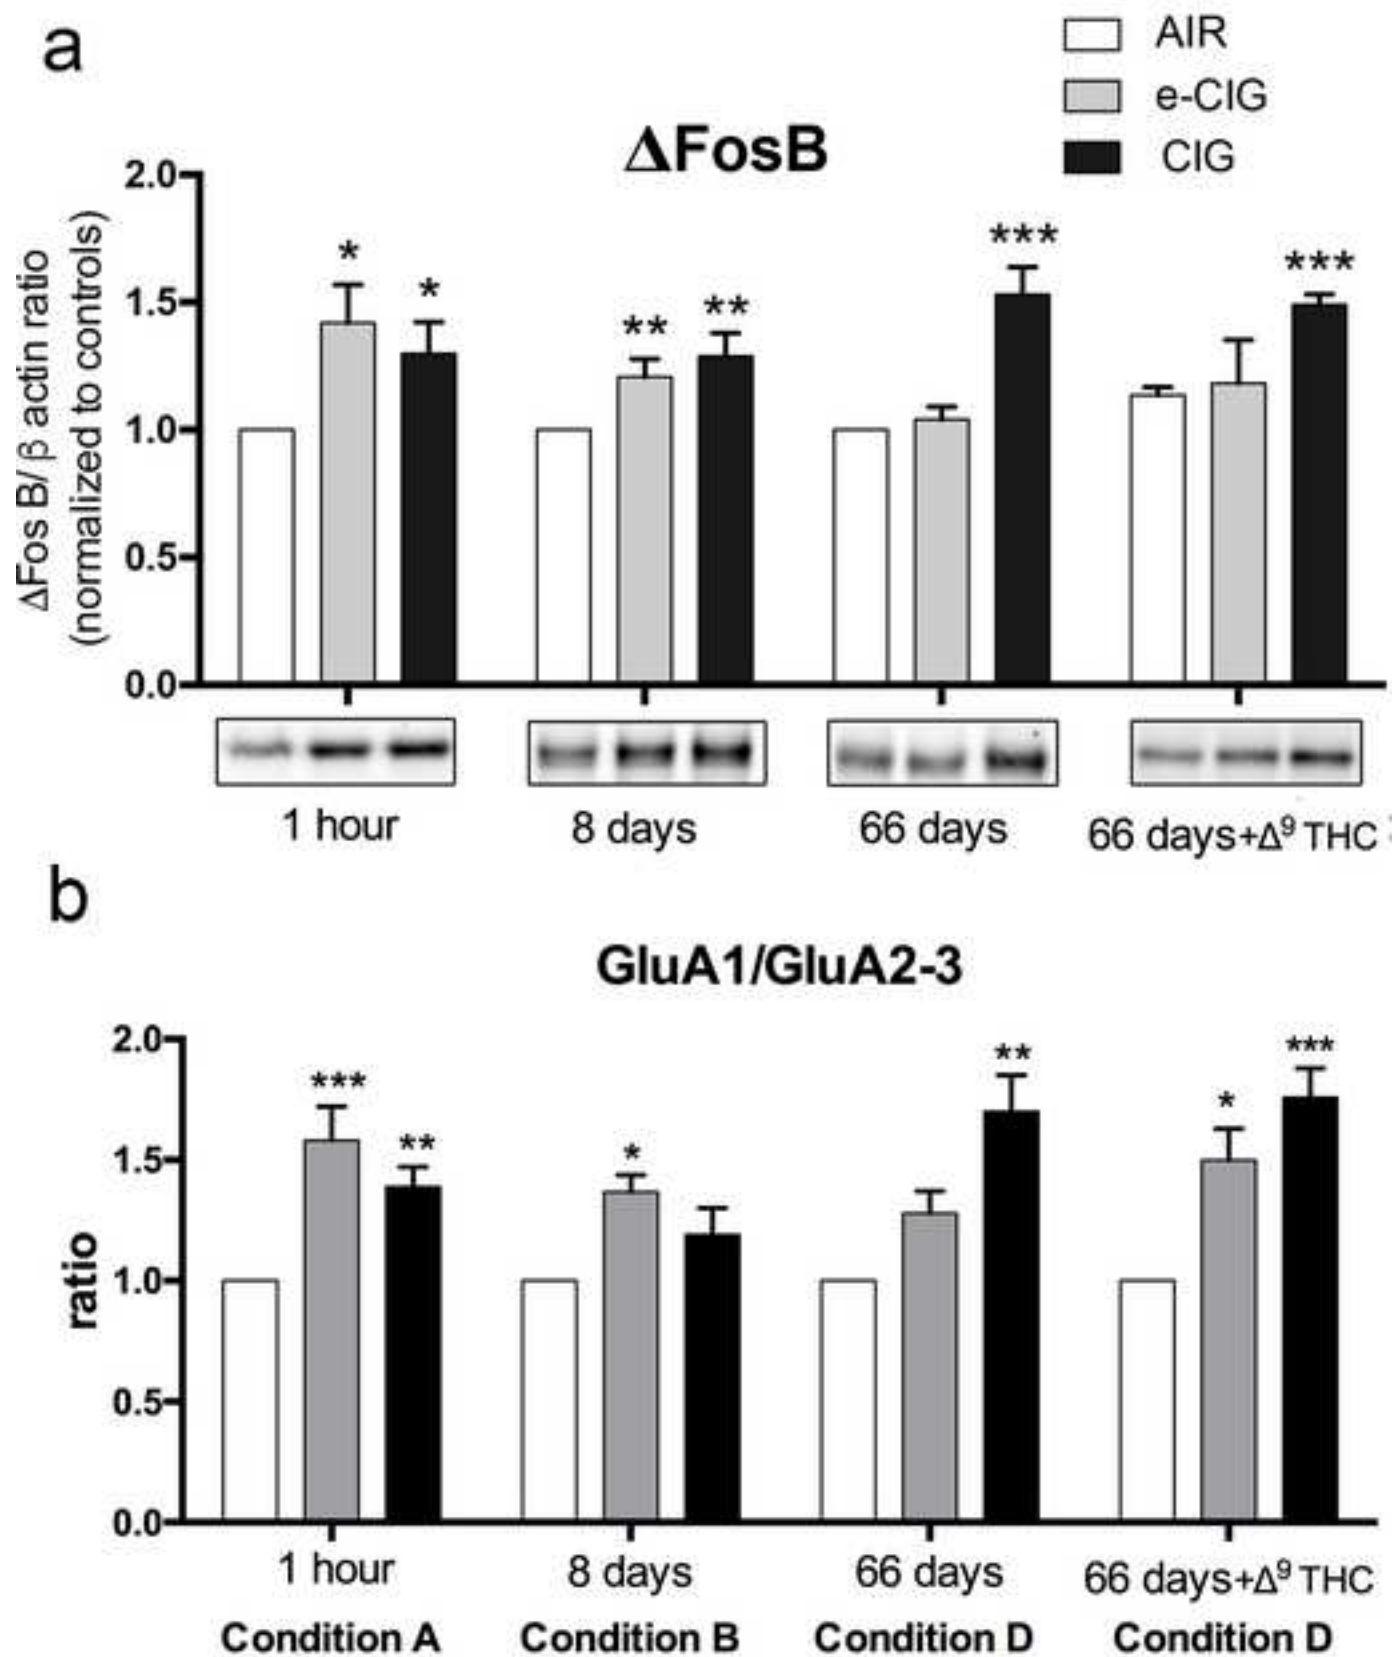 a
AIR
e-CIG
CIG
ΔFosB
ΔFos B/ β actin ratio
(normalized to controls)
2.0
1.5
1.0
0.5
0.0
* * ** ** *** ***
1 hour 8 days 66 days 66 days+Δ⁹ THC
b
GluA1/GluA2-3
ratio
2.0
1.5
1.0
0.5
0.0
*** ** * ** * ***
1 hour 8 days 66 days 66 days+Δ⁹ THC
Condition A Condition B Condition D Condition D